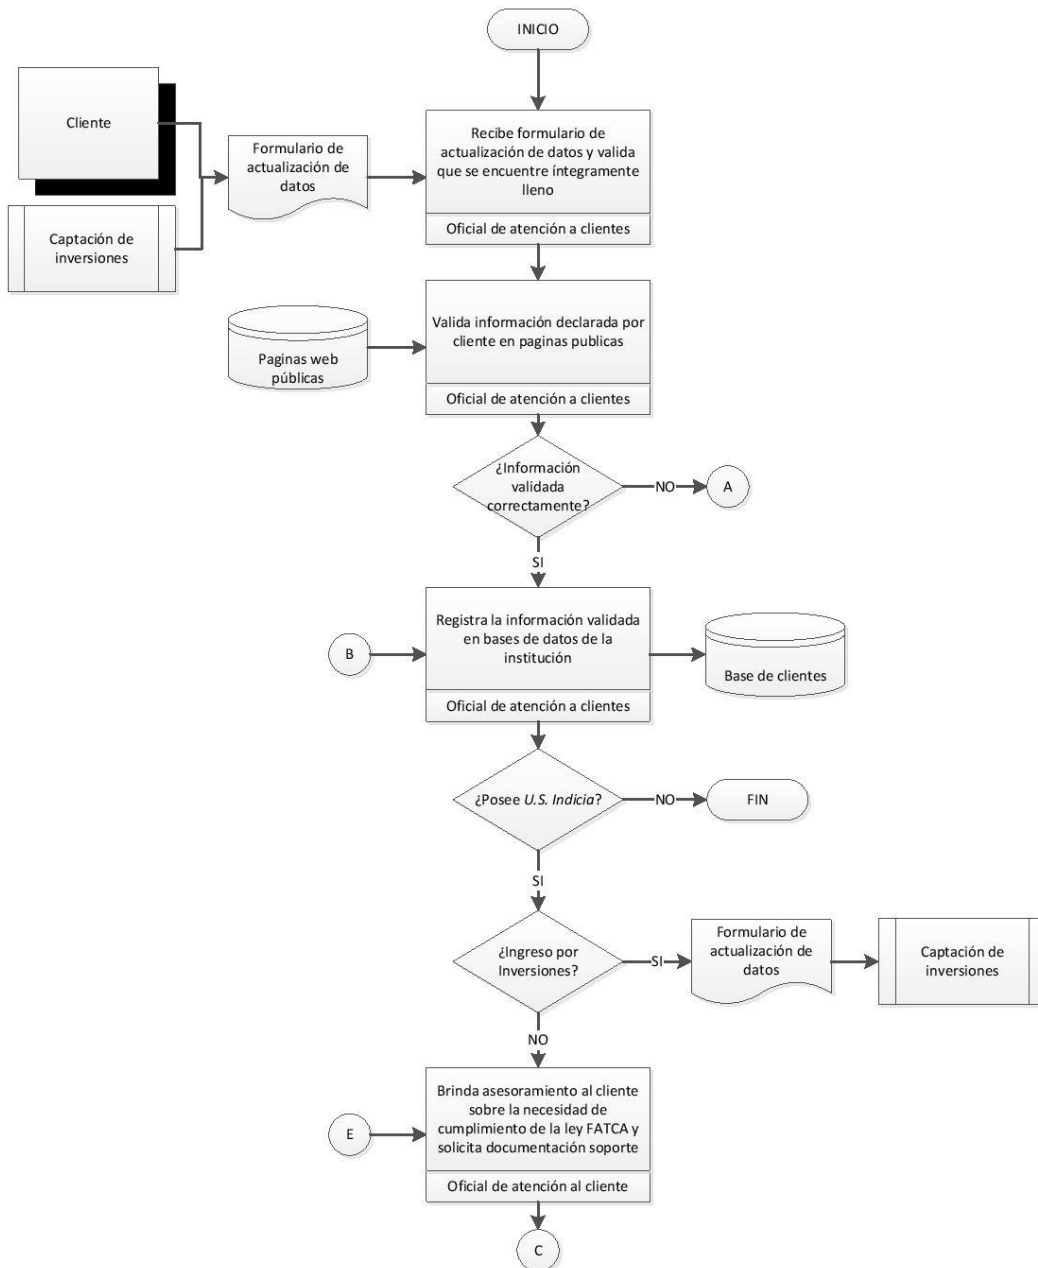 INICIO
Cliente
Formulario de
actualización de
datos
Recibe formulario de
actualización de datos y valida
que se encuentre íntegramente
lleno
Oficial de atención a clientes
Captación de
inversiones
Paginas web
públicas
Valida información declarada por
cliente en paginas publicas
Oficial de atención a clientes
¿Información
validada
correctamente?
NO
A
SI
B
Registra la información validada
en bases de datos de la
institución
Oficial de atención a clientes
Base de clientes
¿Posee U.S. Indicia?
NO
FIN
SI
¿Ingreso por
Inversiones?
SI
Formulario de
actualización de
datos
Captación de
inversiones
NO
E
Brinda asesoramiento al cliente
sobre la necesidad de
cumplimiento de la ley FATCA y
solicita documentación soporte
Oficial de atención al cliente
C